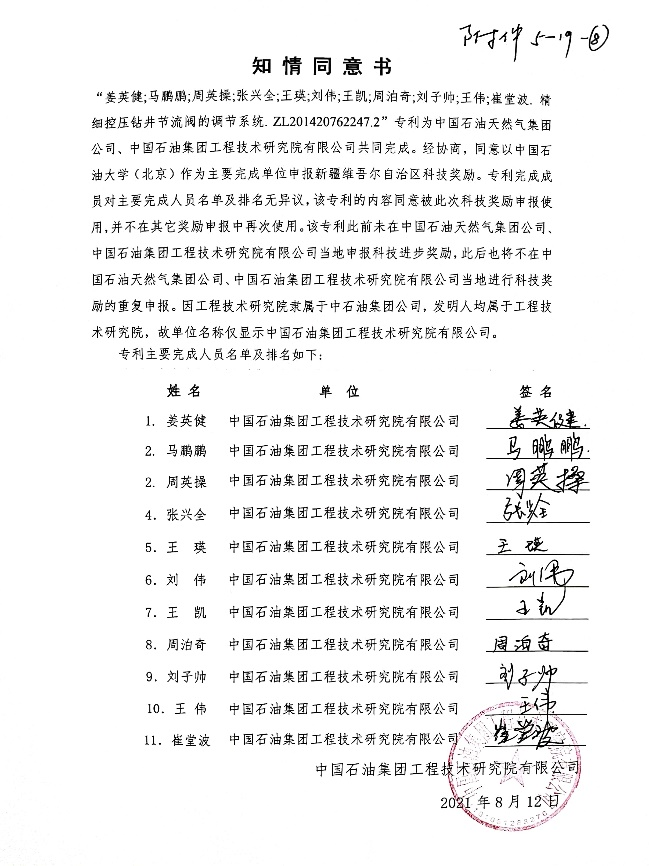 附件 5-19-⑧
知情同意书
“姜英健;马鹏鹏;周英操;张兴全;王瑛;刘伟;王凯;周泊奇;刘子帅;王伟;崔堂波. 精
细控压钻井节流阀的调节系统. ZL201420762247.2”专利为中国石油天然气集团
公司、中国石油集团工程技术研究院有限公司共同完成。经协商，同意以中国石
油大学（北京）作为主要完成单位申报新疆维吾尔自治区科技奖励。专利完成成
员对主要完成人员名单及排名无异议，该专利的内容同意被此次科技奖励申报使
用,并不在其它奖励申报中再次使用。该专利此前未在中国石油天然气集团公司、
中国石油集团工程技术研究院有限公司当地申报科技进步奖励，此后也将不在中
国石油天然气集团公司、中国石油集团工程技术研究院有限公司当地进行科技奖
励的重复申报。因工程技术研究院隶属于中石油集团公司，发明人均属于工程技
术研究院，故单位名称仅显示中国石油集团工程技术研究院有限公司。
专利主要完成人员名单及排名如下：
姓名 单位 签名
1. 姜英健 中国石油集团工程技术研究院有限公司 姜英健
2. 马鹏鹏 中国石油集团工程技术研究院有限公司 马鹏鹏
2. 周英操 中国石油集团工程技术研究院有限公司 周英操
4. 张兴全 中国石油集团工程技术研究院有限公司 张兴全
5. 王 瑛 中国石油集团工程技术研究院有限公司 王瑛
6. 刘 伟 中国石油集团工程技术研究院有限公司 刘伟
7. 王 凯 中国石油集团工程技术研究院有限公司 王凯
8. 周泊奇 中国石油集团工程技术研究院有限公司 周泊奇
9. 刘子帅 中国石油集团工程技术研究院有限公司 刘子帅
10. 王 伟 中国石油集团工程技术研究院有限公司 王伟
11. 崔堂波 中国石油集团工程技术研究院有限公司 崔堂波
中国石油集团工程技术研究院有限公司
2021 年 8 月 12 日